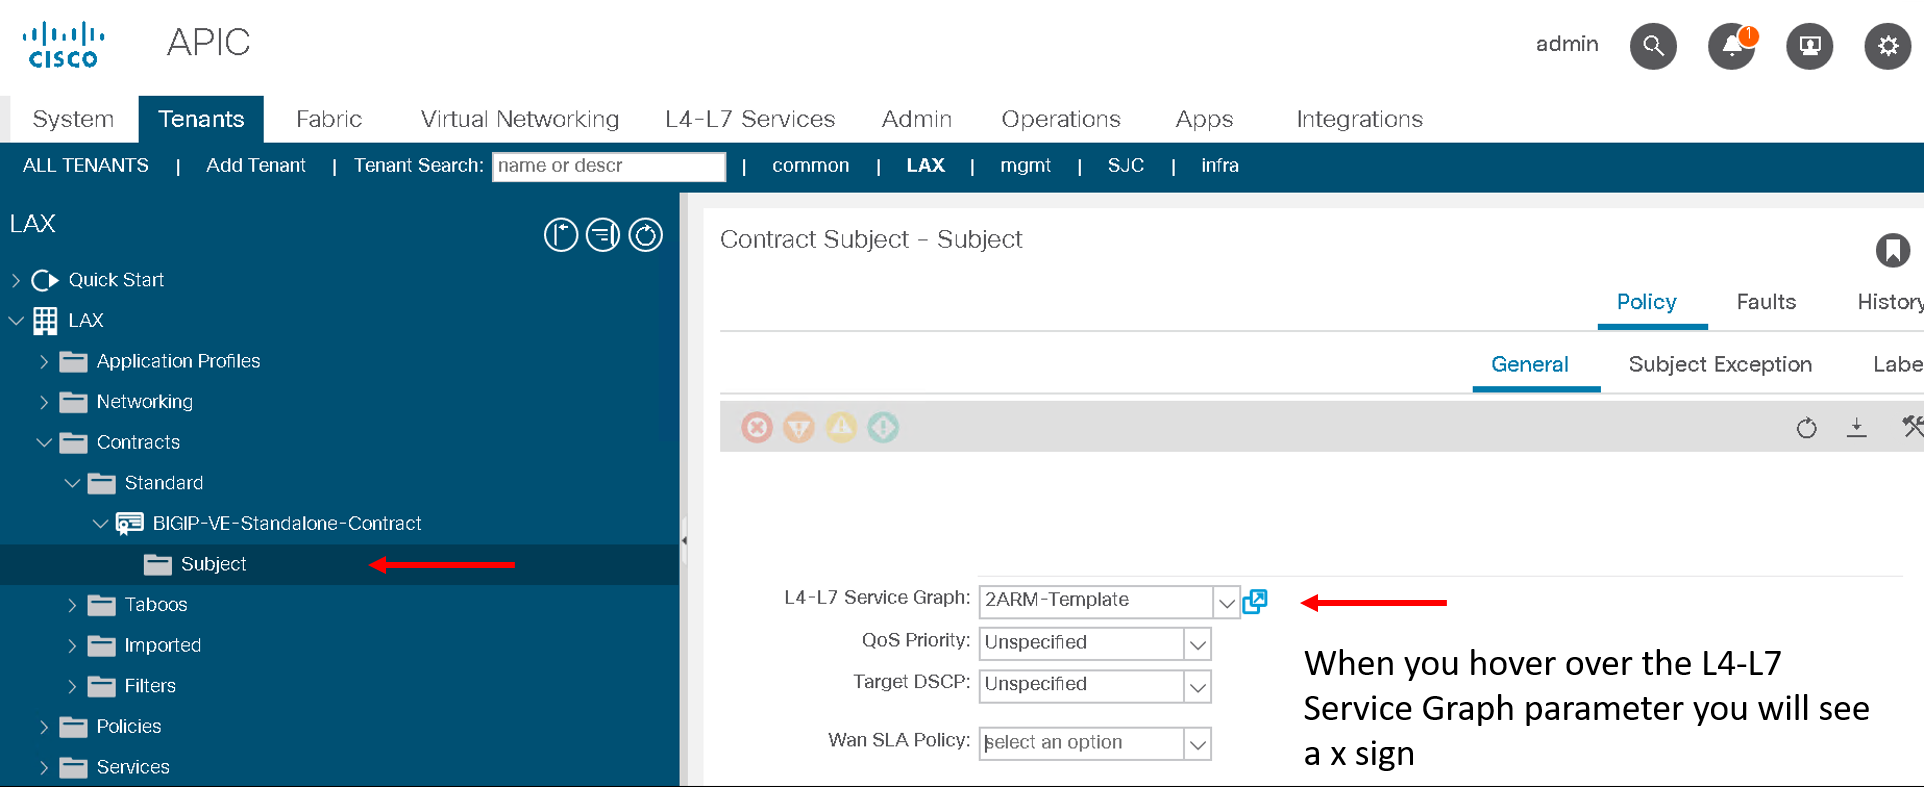 CISCO
APIC
admin
1
System Tenants Fabric Virtual Networking L4-L7 Services Admin Operations Apps Integrations
ALL TENANTS | Add Tenant | Tenant Search: name or descr | common | LAX | mgmt | SJC | infra
LAX
Quick Start
LAX
Application Profiles
Networking
Contracts
Standard
BIGIP-VE-Standalone-Contract
Subject
Taboos
Imported
Filters
Policies
Services
Contract Subject - Subject
Policy Faults History
General Subject Exception Labe
L4-L7 Service Graph: 2ARM-Template
QoS Priority: Unspecified
Target DSCP: Unspecified
Wan SLA Policy: select an option
When you hover over the L4-L7
Service Graph parameter you will see
a x sign